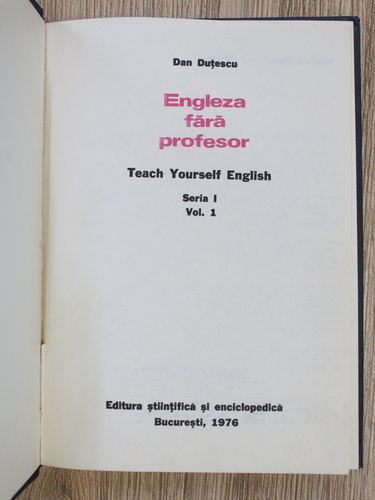 Dan Duțescu
Engleza
fără
profesor
Teach Yourself English
Seria I
Vol. 1
Editura științifică și enciclopedică
București, 1976